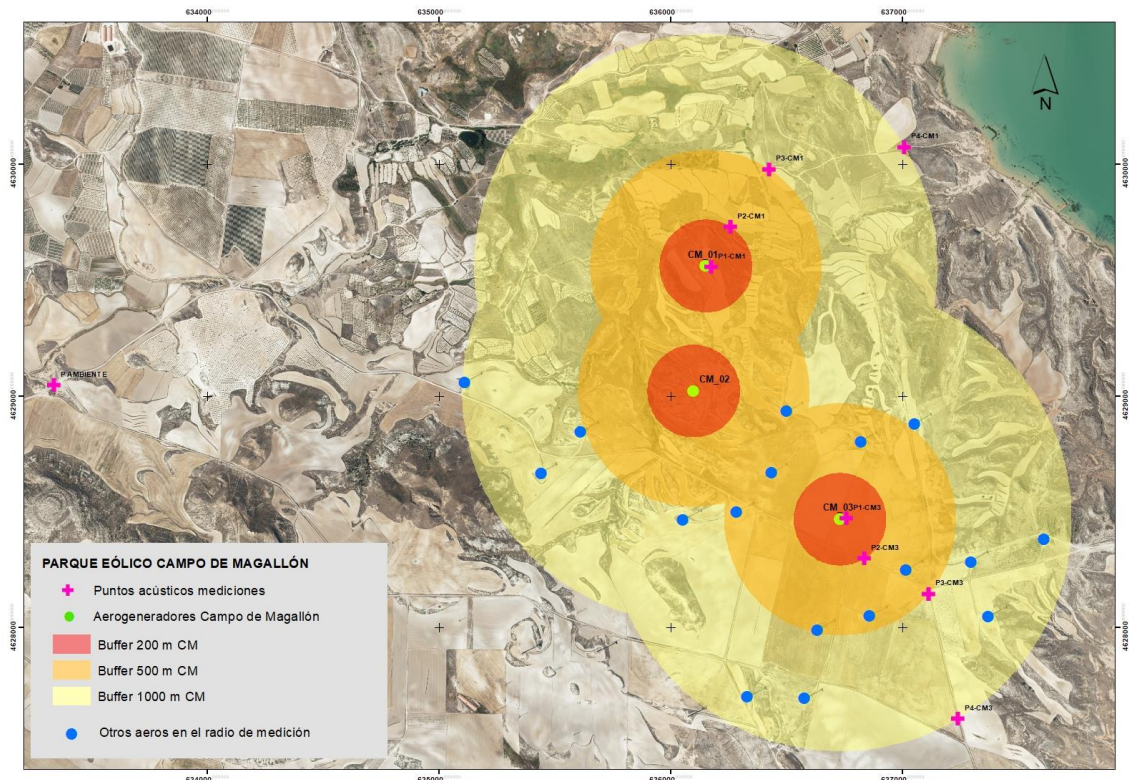 634000
635000
636000
637000
N
P4-CM1
4630000
4630000
P3-CM1
P2-CM1
CM_01
P1-CM1
P.AMBIENTE
CM_02
4629000
4629000
CM_03
P1-CM3
P2-CM3
P3-CM3
PARQUE EÓLICO CAMPO DE MAGALLÓN
Puntos acústicos mediciones
Aerogeneradores Campo de Magallón
Buffer 200 m CM
Buffer 500 m CM
Buffer 1000 m CM
Otros aeros en el radio de medición
4628000
4628000
P4-CM3
634000
635000
636000
637000